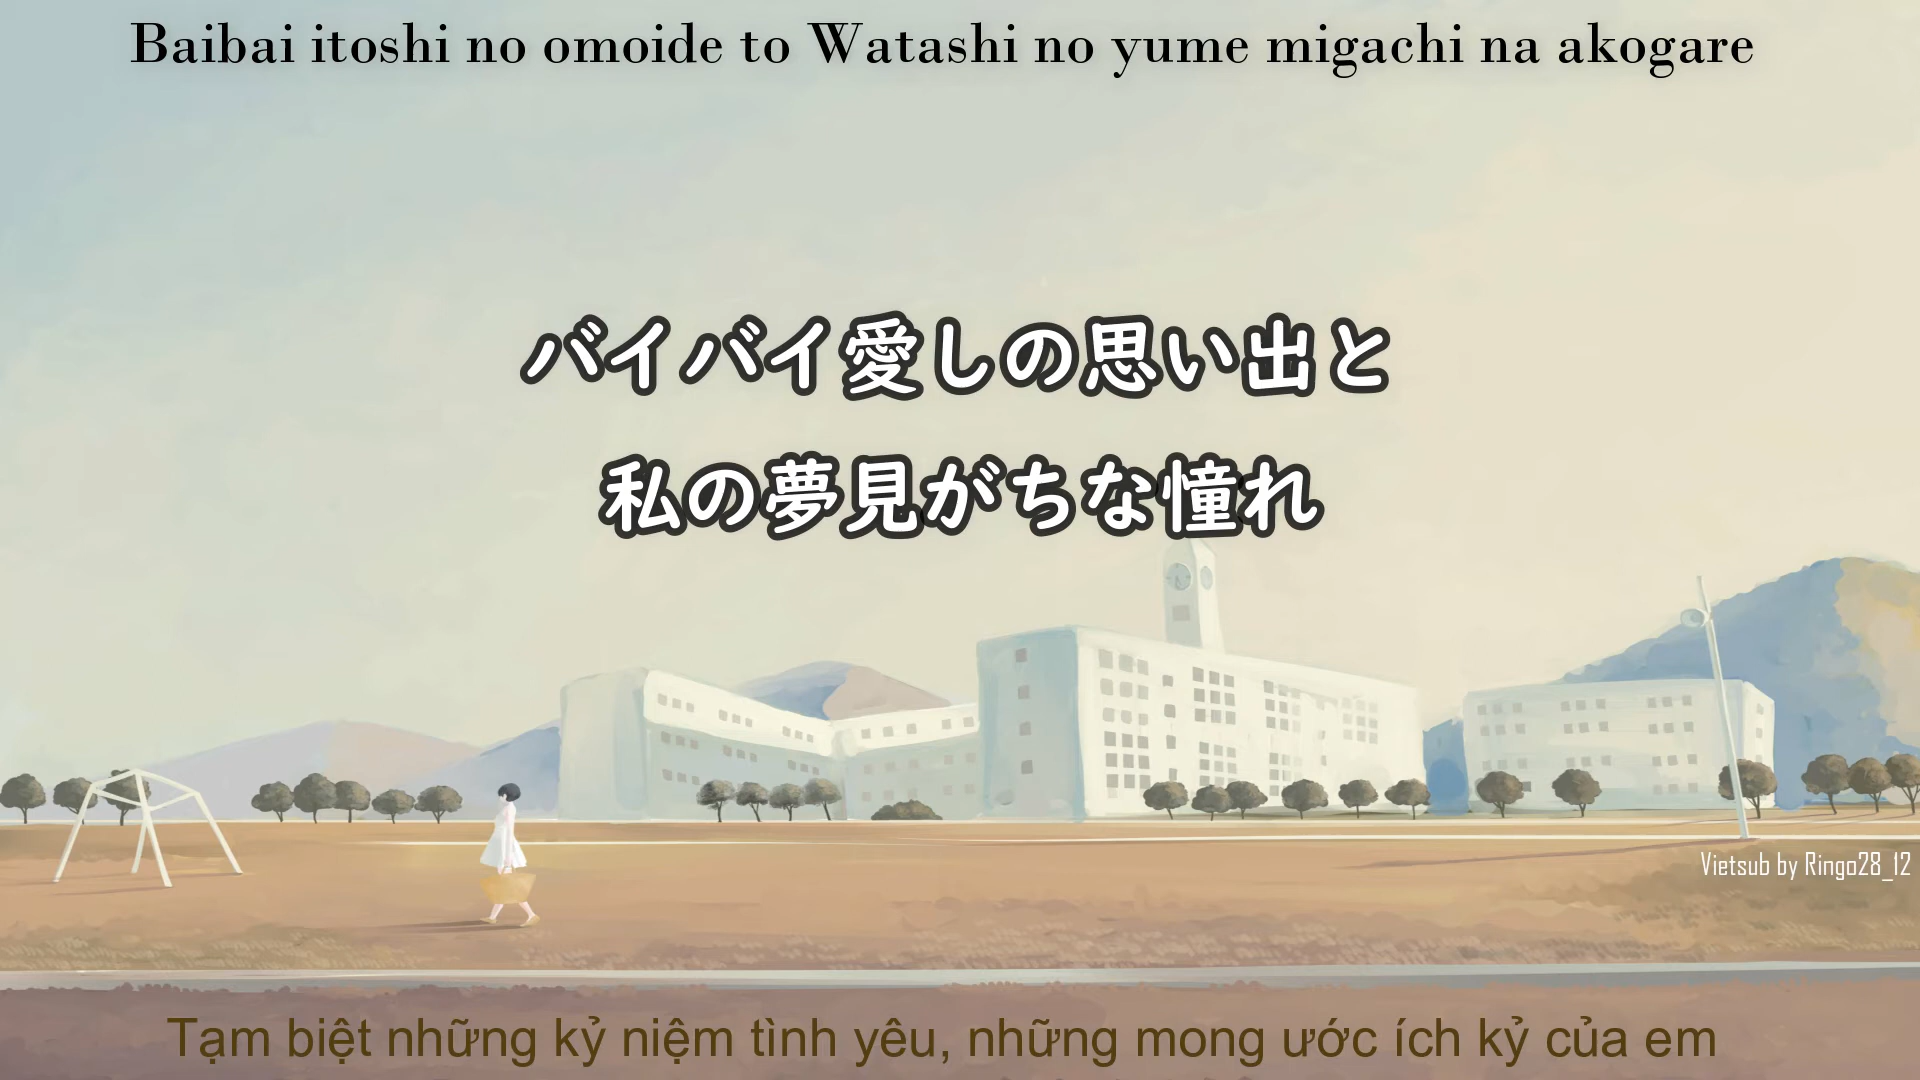 Baibai itoshi no omoide to Watashi no yume migachi na akogare
バイバイ愛しの思い出と
私の夢見がちな憧れ
Vietsub by Ringo28_12
Tạm biệt những kỷ niệm tình yêu, những mong ước ích kỷ của em